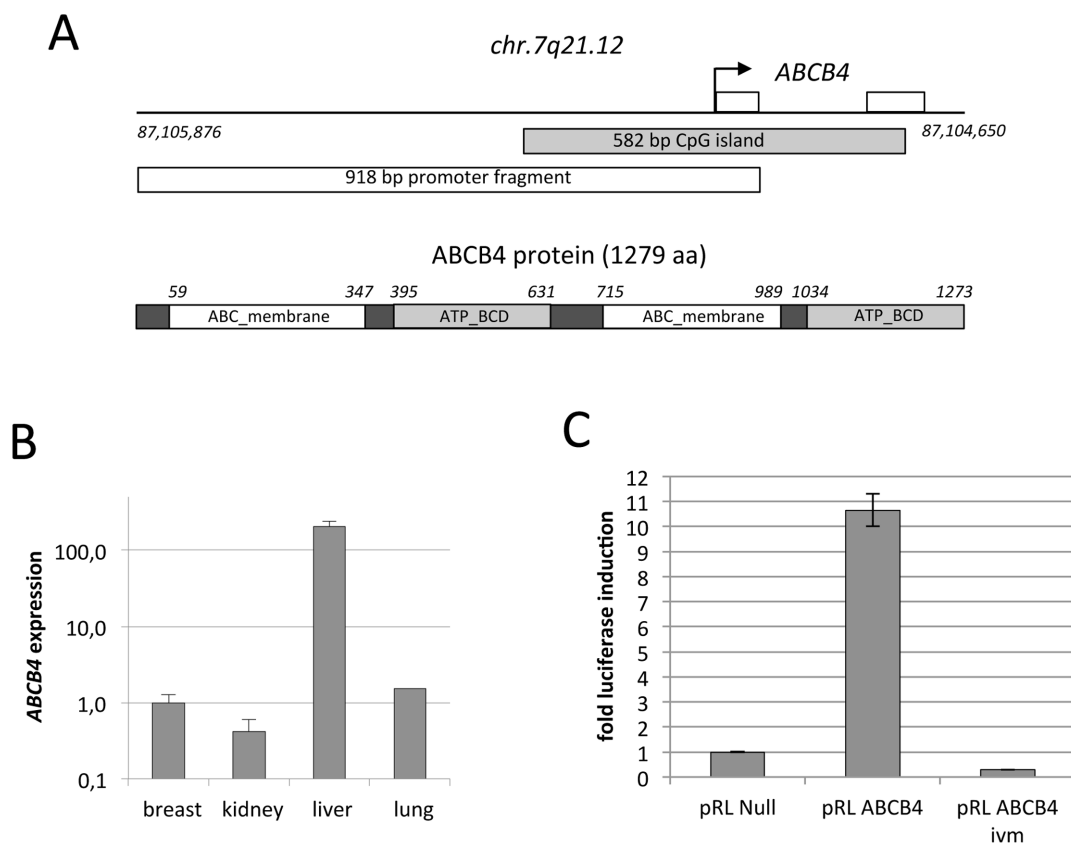 A
chr.7q21.12
ABCB4
87,105,876
87,104,650
582 bp CpG island
918 bp promoter fragment
ABCB4 protein (1279 aa)
59 347 395 631 715 989 1034 1273
ABC_membrane ATP_BCD ABC_membrane ATP_BCD
B
ABCB4 expression
100,0
10,0
1,0
0,1
breast kidney liver lung
C
fold luciferase induction
12
11
10
9
8
7
6
5
4
3
2
1
0
pRL Null pRL ABCB4 pRL ABCB4
ivm